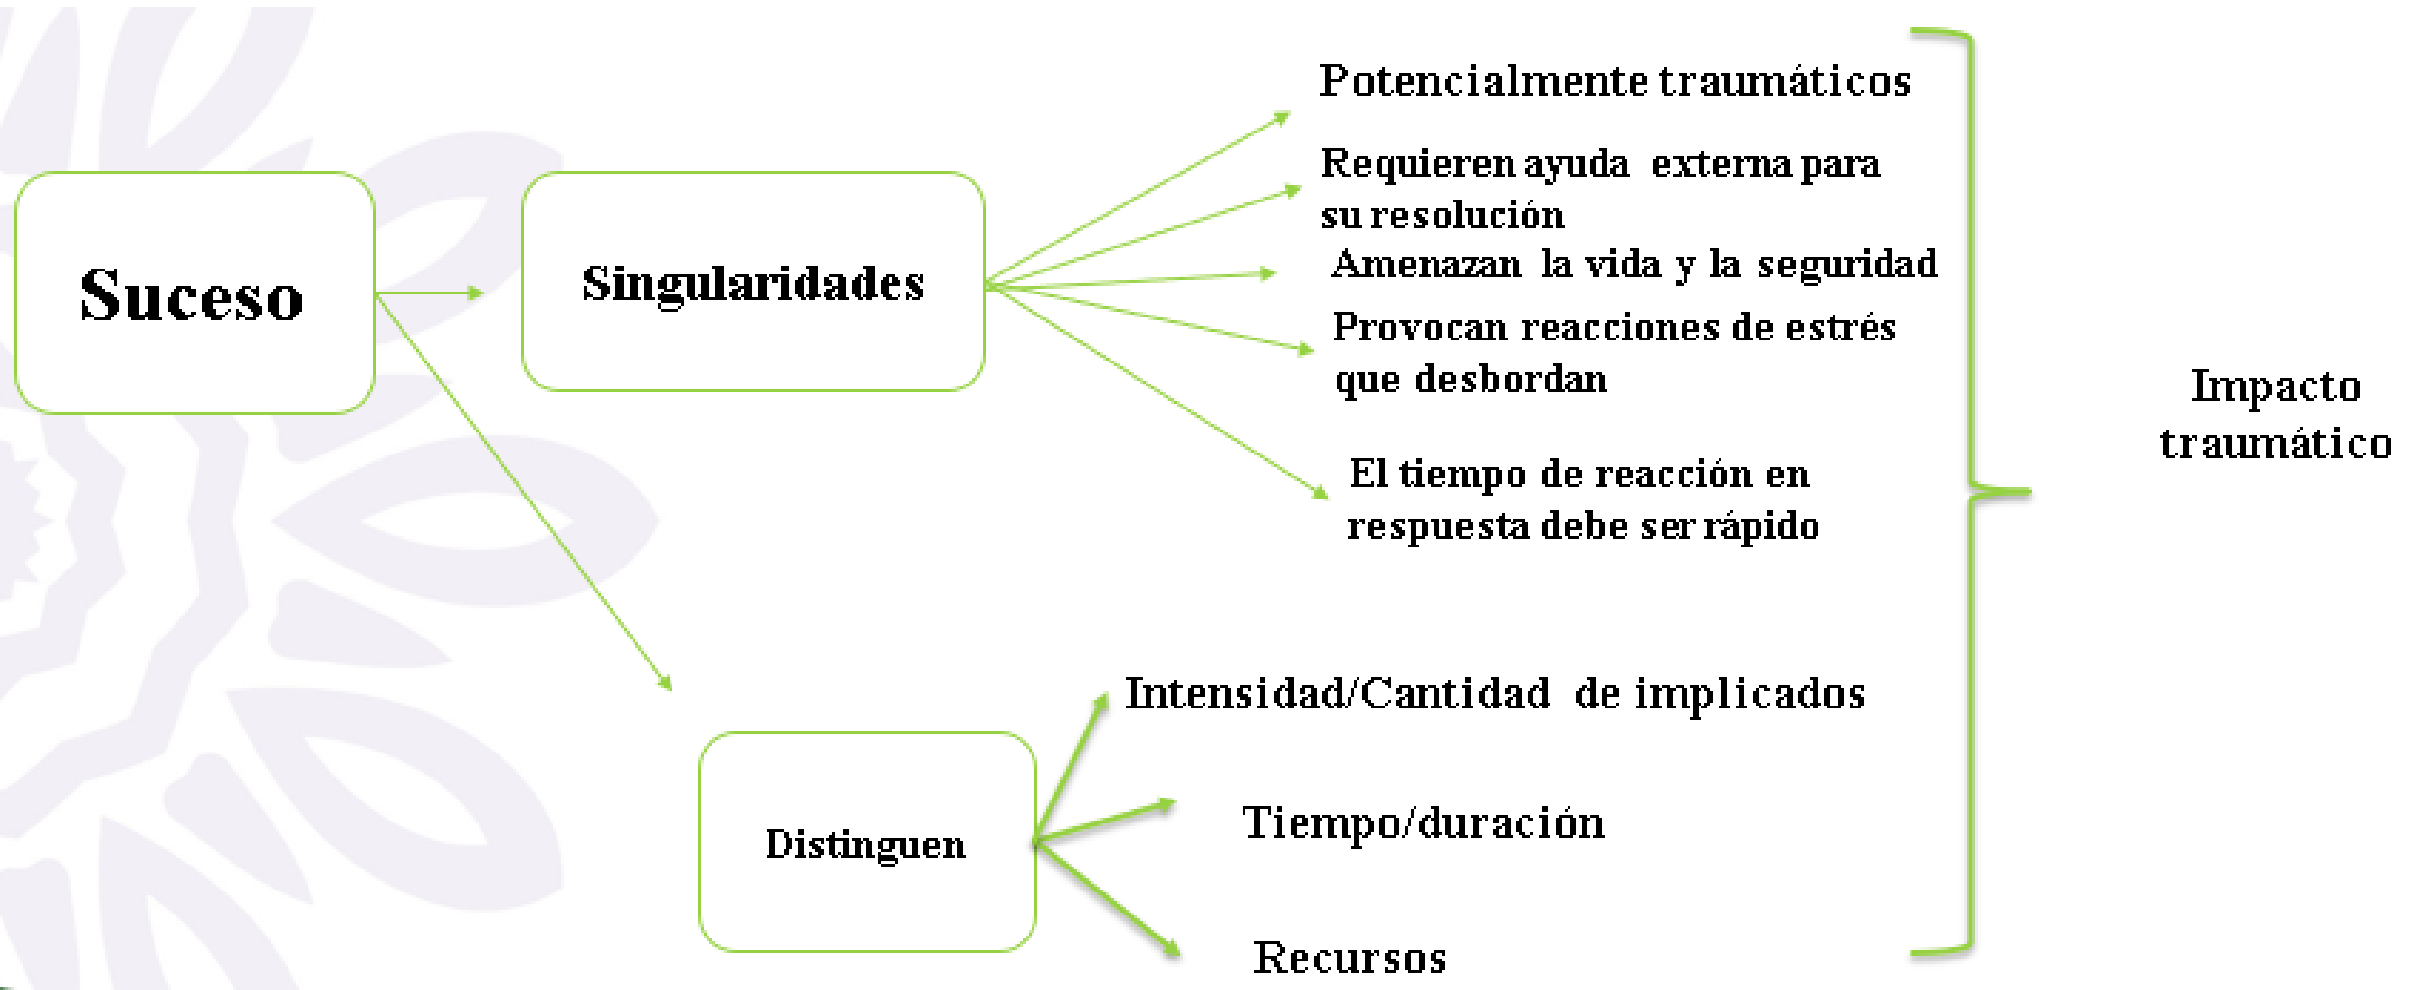 Suceso
Singularidades
Potencialmente traumáticos
Requieren ayuda externa para
su resolución
Amenazan la vida y la seguridad
Provocan reacciones de estrés
que desbordan
El tiempo de reacción en
respuesta debe ser rápido
Distinguen
Intensidad/Cantidad de implicados
Tiempo/duración
Recursos
Impacto
traumático